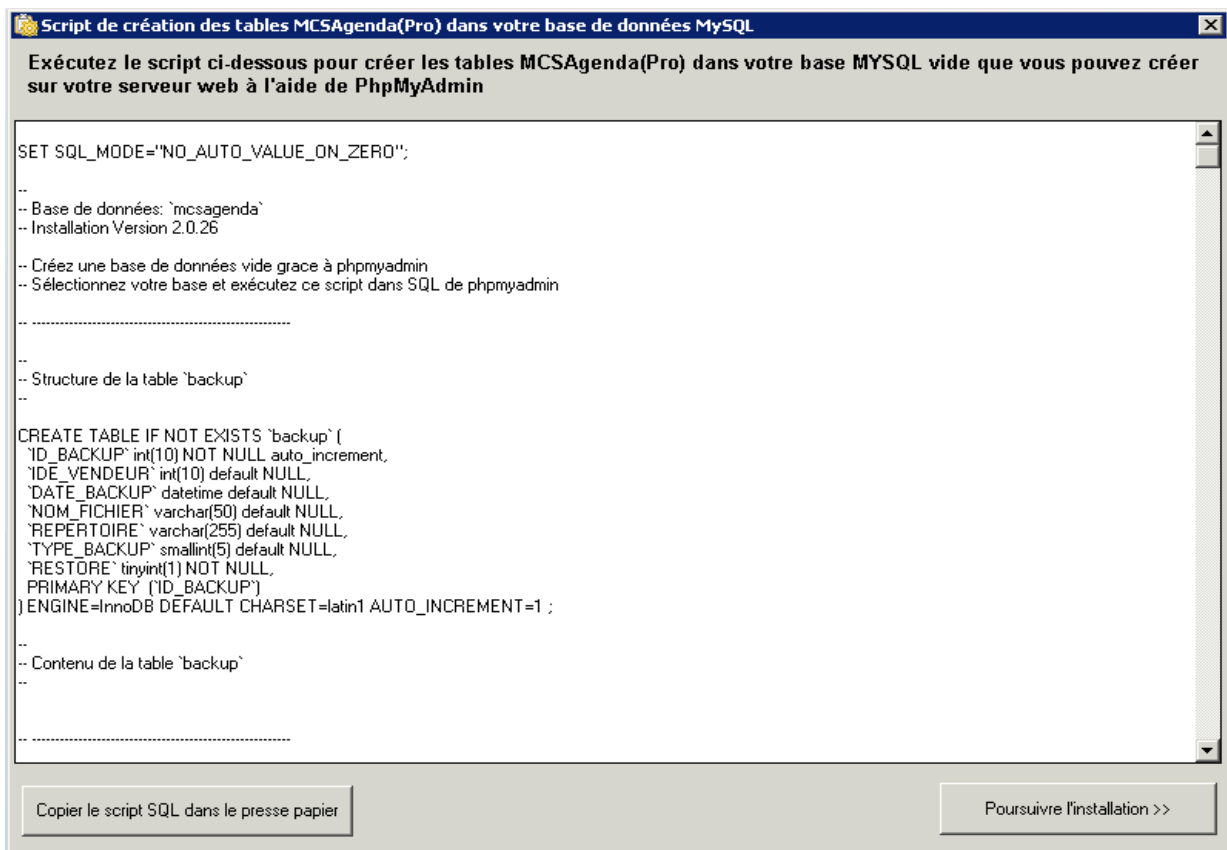 Script de création des tables MCSAgenda(Pro) dans votre base de données MySQL
Exécutez le script ci-dessous pour créer les tables MCSAgenda(Pro) dans votre base MYSQL vide que vous pouvez créer
sur votre serveur web à l'aide de PhpMyAdmin
SET SQL_MODE="NO_AUTO_VALUE_ON_ZERO";
--
-- Base de données: `mcsagenda`
-- Installation Version 2.0.26
-- Créez une base de données vide grace à phpmyadmin
-- Sélectionnez votre base et exécutez ce script dans SQL de phpmyadmin
-- --------------------------------------------------------
--
-- Structure de la table `backup`
--
CREATE TABLE IF NOT EXISTS `backup` (
`ID_BACKUP` int(10) NOT NULL auto_increment,
`IDE_VENDEUR` int(10) default NULL,
`DATE_BACKUP` datetime default NULL,
`NOM_FICHIER` varchar(50) default NULL,
`REPERTOIRE` varchar(255) default NULL,
`TYPE_BACKUP` smallint(5) default NULL,
`RESTORE` tinyint(1) NOT NULL,
PRIMARY KEY  (`ID_BACKUP`)
) ENGINE=InnoDB DEFAULT CHARSET=latin1 AUTO_INCREMENT=1 ;
--
-- Contenu de la table `backup`
--
-- --------------------------------------------------------
Copier le script SQL dans le presse papier
Poursuivre l'installation >>